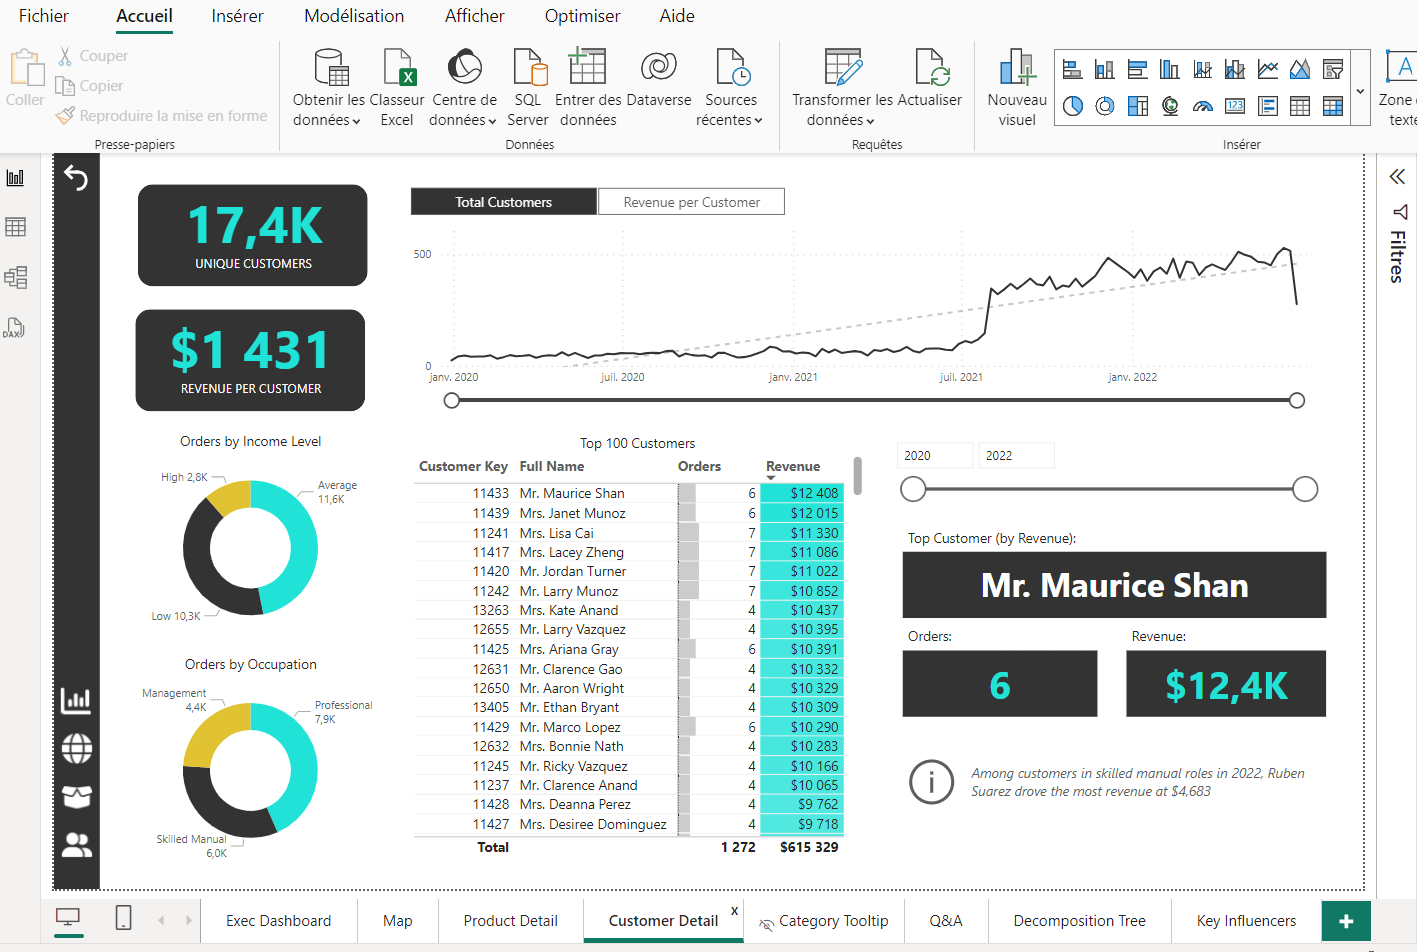 Fichier Accueil Insérer Modélisation Afficher Optimiser Aide
Coller
Couper
Copier
Reproduire la mise en forme
Presse-papiers
Obtenir les données
Classeur Excel
Centre de données
SQL Server
Entrer des données
Dataverse
Sources récentes
Données
Transformer les données
Actualiser
Requêtes
Nouveau visuel
123
Insérer
A
Zone
texte
DAX
17,4K
UNIQUE CUSTOMERS
$1 431
REVENUE PER CUSTOMER
Total Customers Revenue per Customer
500
0
janv. 2020 juil. 2020 janv. 2021 juil. 2021 janv. 2022
Filtres
Orders by Income Level
High 2,8K
Average
11,6K
Low 10,3K
Orders by Occupation
Management
4,4K
Professional
7,9K
Skilled Manual
6,0K
Top 100 Customers
Customer Key Full Name Orders Revenue
11433 Mr. Maurice Shan 6 $12 408
11439 Mrs. Janet Munoz 6 $12 015
11241 Mrs. Lisa Cai 7 $11 330
11417 Mrs. Lacey Zheng 7 $11 086
11420 Mr. Jordan Turner 7 $11 022
11242 Mr. Larry Munoz 7 $10 852
13263 Mrs. Kate Anand 4 $10 437
12655 Mr. Larry Vazquez 4 $10 395
11425 Mrs. Ariana Gray 6 $10 391
12631 Mr. Clarence Gao 4 $10 332
12650 Mr. Aaron Wright 4 $10 329
13405 Mr. Ethan Bryant 4 $10 309
11429 Mr. Marco Lopez 6 $10 290
12632 Mrs. Bonnie Nath 4 $10 283
11245 Mr. Ricky Vazquez 4 $10 166
11237 Mr. Clarence Anand 4 $10 065
11428 Mrs. Deanna Perez 4 $9 762
11427 Mrs. Desiree Dominguez 4 $9 718
Total 1 272 $615 329
2020 2022
Top Customer (by Revenue):
Mr. Maurice Shan
Orders: Revenue:
6 $12,4K
Among customers in skilled manual roles in 2022, Ruben
Suarez drove the most revenue at $4,683
Exec Dashboard Map Product Detail Customer Detail X Category Tooltip Q&A Decomposition Tree Key Influencers +